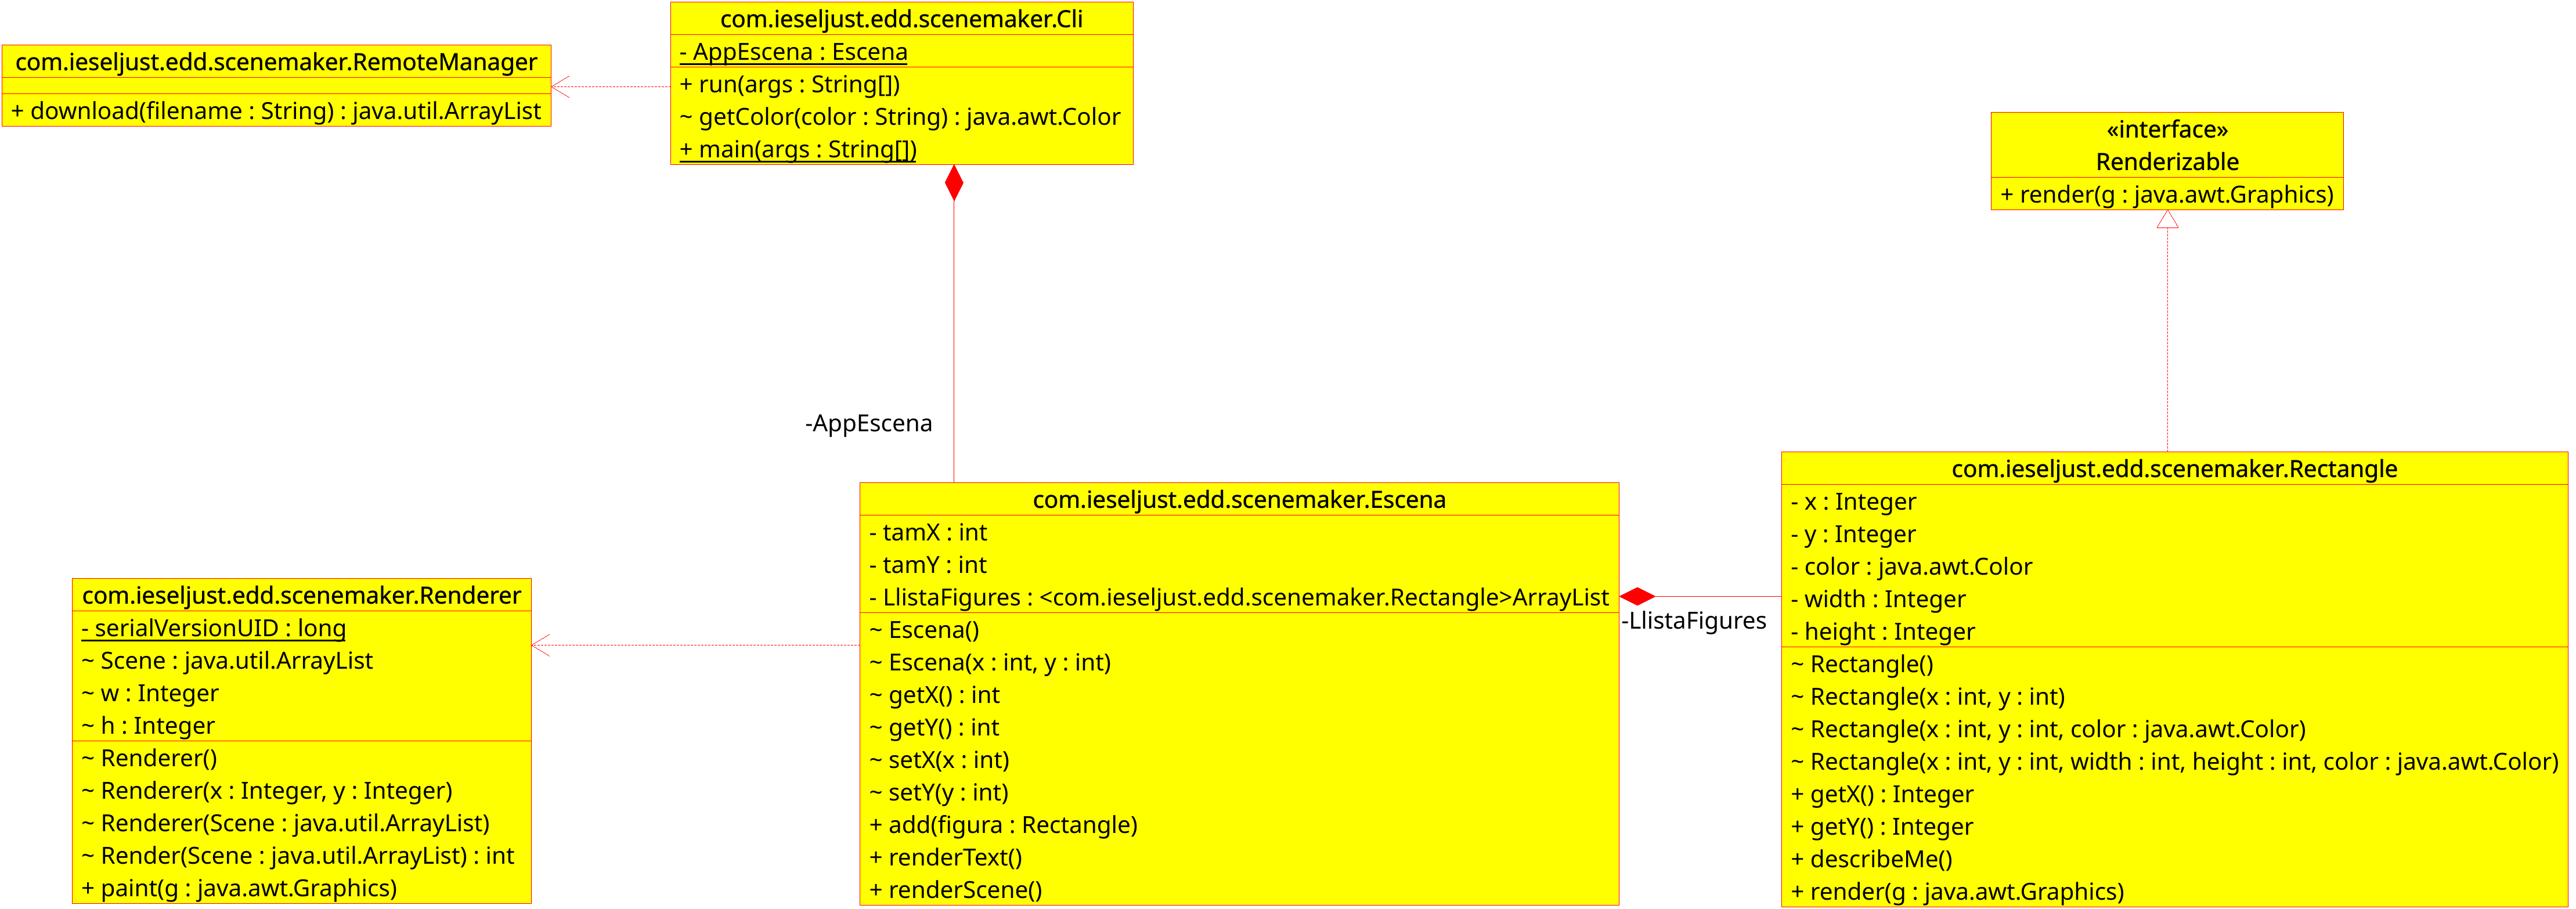 com.ieseljust.edd.scenemaker.RemoteManager
+ download(filename : String) : java.util.ArrayList
com.ieseljust.edd.scenemaker.Cli
- AppEscena : Escena
+ run(args : String[])
~ getColor(color : String) : java.awt.Color
+ main(args : String[])
«interface»
Renderizable
+ render(g : java.awt.Graphics)
-AppEscena
com.ieseljust.edd.scenemaker.Renderer
- serialVersionUID : long
~ Scene : java.util.ArrayList
~ w : Integer
~ h : Integer
~ Renderer()
~ Renderer(x : Integer, y : Integer)
~ Renderer(Scene : java.util.ArrayList)
~ Render(Scene : java.util.ArrayList) : int
+ paint(g : java.awt.Graphics)
com.ieseljust.edd.scenemaker.Escena
- tamX : int
- tamY : int
- LlistaFigures : <com.ieseljust.edd.scenemaker.Rectangle>ArrayList
~ Escena()
~ Escena(x : int, y : int)
~ getX() : int
~ getY() : int
~ setX(x : int)
~ setY(y : int)
+ add(figura : Rectangle)
+ renderText()
+ renderScene()
-LlistaFigures
com.ieseljust.edd.scenemaker.Rectangle
- x : Integer
- y : Integer
- color : java.awt.Color
- width : Integer
- height : Integer
~ Rectangle()
~ Rectangle(x : int, y : int)
~ Rectangle(x : int, y : int, color : java.awt.Color)
~ Rectangle(x : int, y : int, width : int, height : int, color : java.awt.Color)
+ getX() : Integer
+ getY() : Integer
+ describeMe()
+ render(g : java.awt.Graphics)